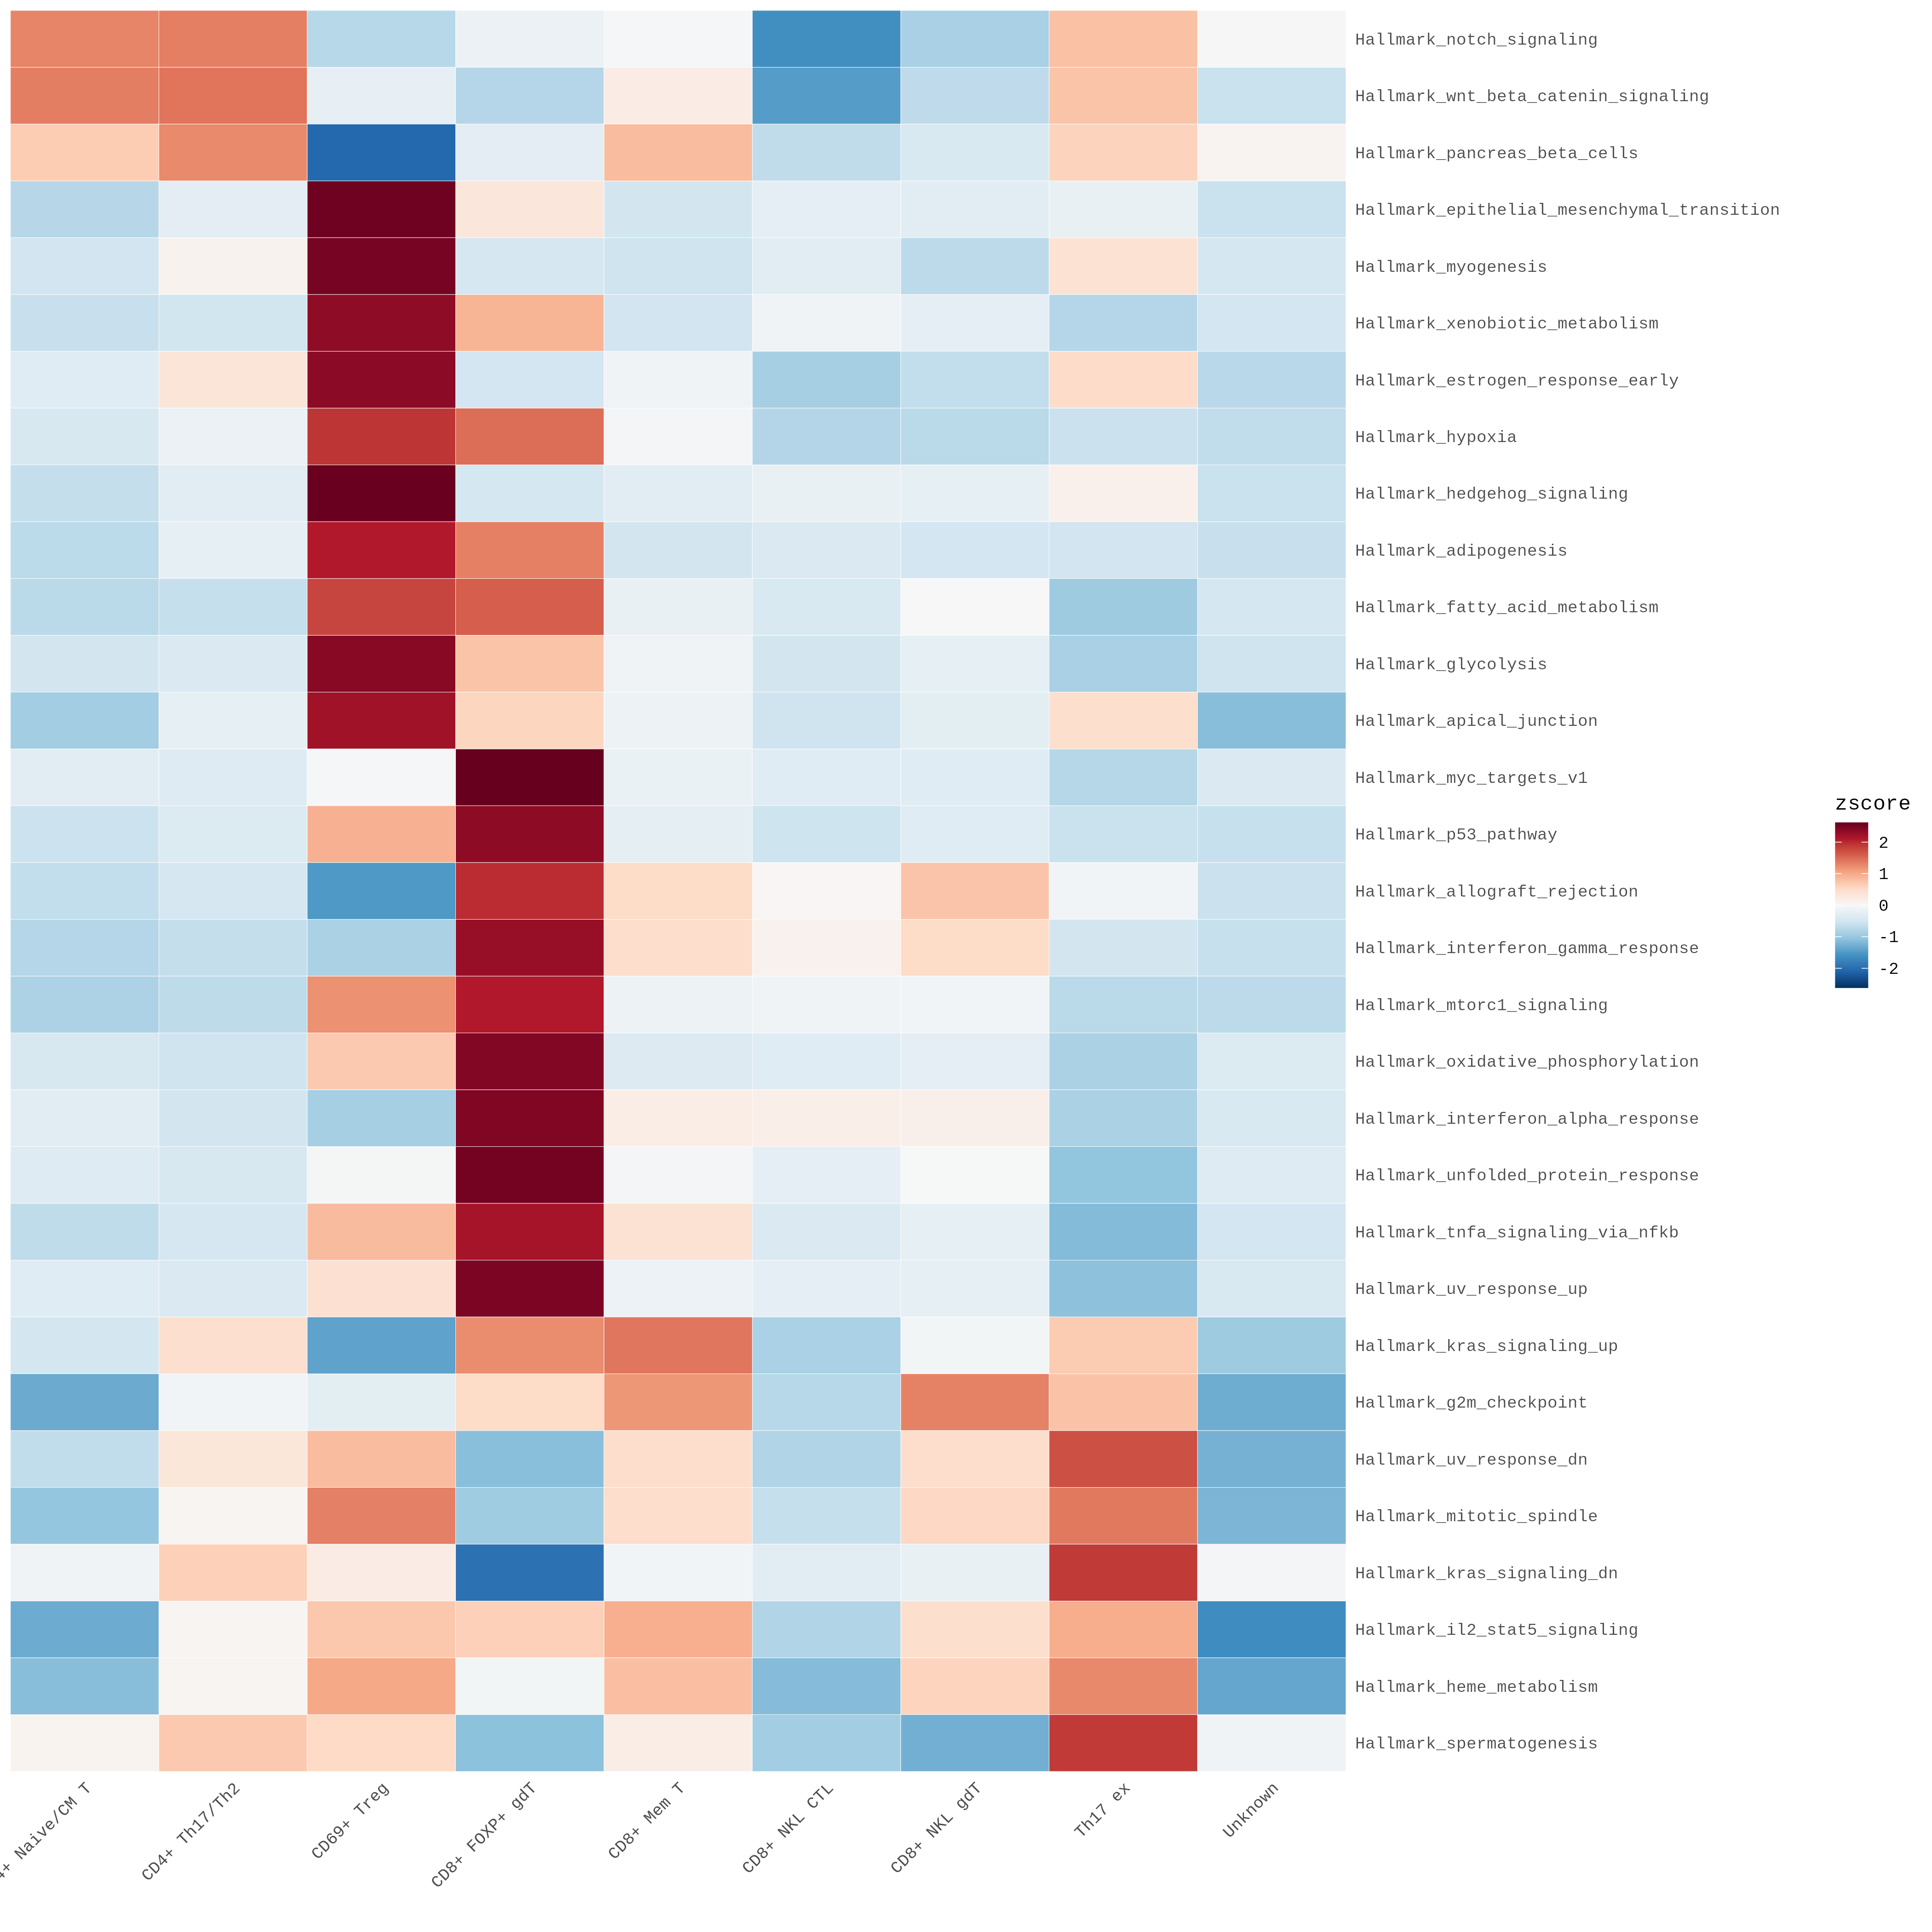 Hallmark_notch_signaling
Hallmark_wnt_beta_catenin_signaling
Hallmark_pancreas_beta_cells
Hallmark_epithelial_mesenchymal_transition
Hallmark_myogenesis
Hallmark_xenobiotic_metabolism
Hallmark_estrogen_response_early
Hallmark_hypoxia
Hallmark_hedgehog_signaling
Hallmark_adipogenesis
Hallmark_fatty_acid_metabolism
Hallmark_glycolysis
Hallmark_apical_junction
Hallmark_myc_targets_v1
Hallmark_p53_pathway
Hallmark_allograft_rejection
Hallmark_interferon_gamma_response
Hallmark_mtorc1_signaling
Hallmark_oxidative_phosphorylation
Hallmark_interferon_alpha_response
Hallmark_unfolded_protein_response
Hallmark_tnfa_signaling_via_nfkb
Hallmark_uv_response_up
Hallmark_kras_signaling_up
Hallmark_g2m_checkpoint
Hallmark_uv_response_dn
Hallmark_mitotic_spindle
Hallmark_kras_signaling_dn
Hallmark_il2_stat5_signaling
Hallmark_heme_metabolism
Hallmark_spermatogenesis
zscore
2
1
0
-1
-2
4+ Naive/CM T
CD4+ Th17/Th2
CD69+ Treg
CD8+ FOXP+ gdT
CD8+ Mem T
CD8+ NKL CTL
CD8+ NKL gdT
Th17 ex
Unknown